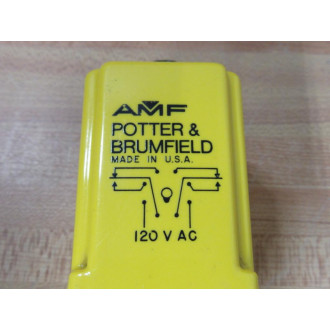 AMF
POTTER &
BRUMFIELD
MADE IN U.S.A.
120 V AC